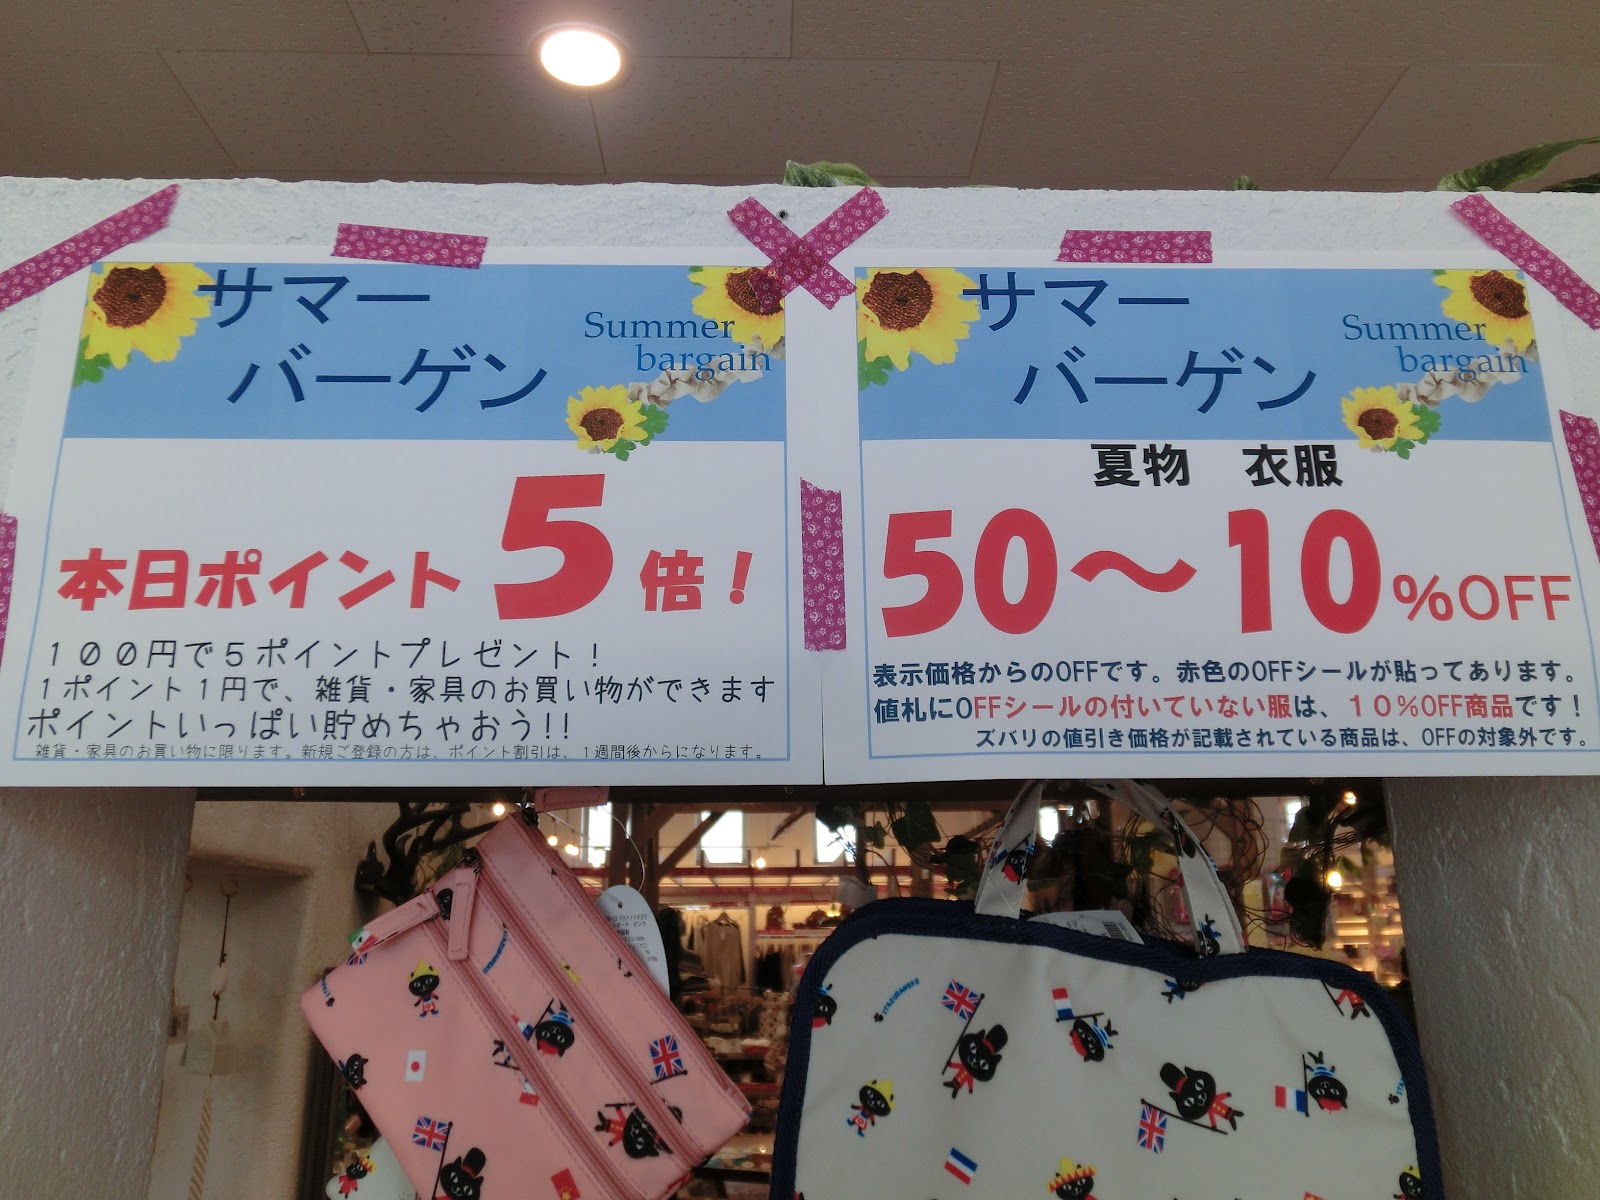 サマー
バーゲン
Summer
bargain
本日ポイント5倍！
１００円で５ポイントプレゼント！
１ポイント１円で、雑貨・家具のお買い物ができます
ポイントいっぱい貯めちゃおう!!
雑貨・家具のお買い物に限ります。新規ご登録の方は、ポイント割引は、１週間後からになります。
サマー
バーゲン
Summer
bargain
夏物　衣服
50～10％OFF
表示価格からのOFFです。赤色のOFFシールが貼ってあります。
値札にOFFシールの付いていない服は、１０％OFF商品です！
ズバリの値引き価格が記載されている商品は、OFFの対象外です。
ITAZURANEKO